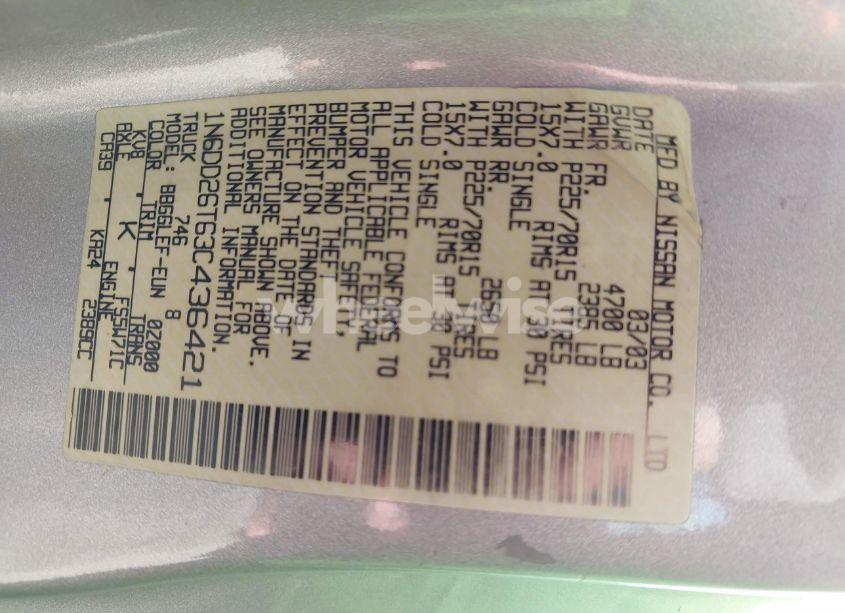 MFD BY NISSAN MOTOR CO., LTD
DATE 03/03
GVWR 4700 LB
GAWR FR. 2385 LB
WITH P225/70R15 TIRES
15X7.0 RIMS AT 30 PSI
COLD SINGLE
GAWR RR. 2650 LB
WITH P225/70R15 TIRES
15X7.0 RIMS AT 30 PSI
COLD SINGLE
THIS VEHICLE CONFORMS TO
ALL APPLICABLE FEDERAL
MOTOR VEHICLE SAFETY,
BUMPER AND THEFT
PREVENTION STANDARDS IN
EFFECT ON THE DATE OF
MANUFACTURE SHOWN ABOVE.
SEE OWNERS MANUAL FOR
ADDITIONAL INFORMATION.
1N6DD26T63C436421
TRUCK 746 8
MODEL: BBGGLEF-EUN 0Z000
COLOR TRIM TRANS
KV8 K FS5W71C
AXLE ENGINE
CA39 KA24 2389CC
wheelwise